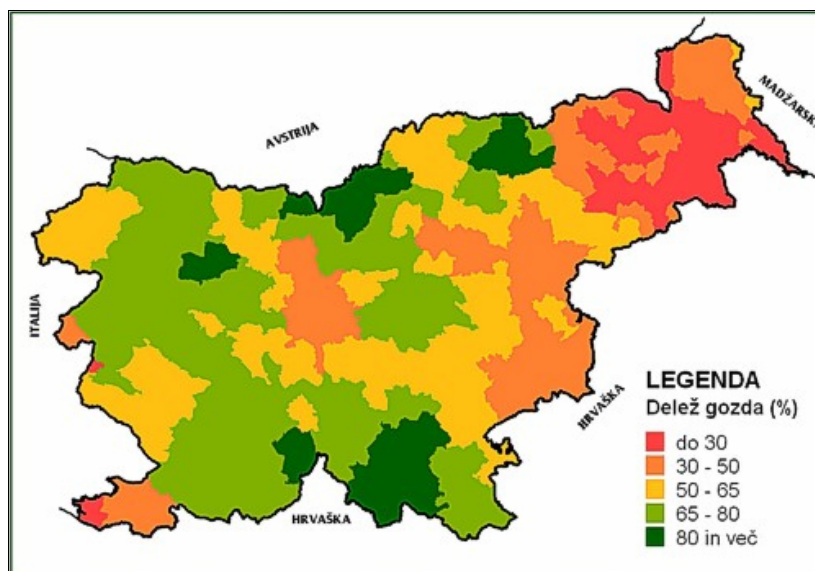 AVSTRIJA
MADŽARSKA
ITALIJA
HRVAŠKA
HRVAŠKA
LEGENDA
Delež gozda (%)
do 30
30 - 50
50 - 65
65 - 80
80 in več